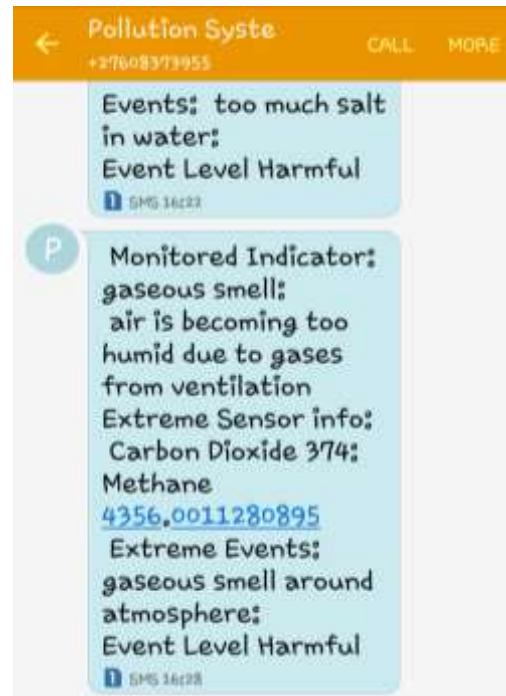 Pollution Syste
+27608373955
CALL MORE
Events: too much salt
in water:
Event Level Harmful
1 SMS 16:22
P
Monitored Indicator:
gaseous smell:
air is becoming too
humid due to gases
from ventilation
Extreme Sensor info:
Carbon Dioxide 374:
Methane
4356.0011280895
Extreme Events:
gaseous smell around
atmosphere:
Event Level Harmful
1 SMS 16:28